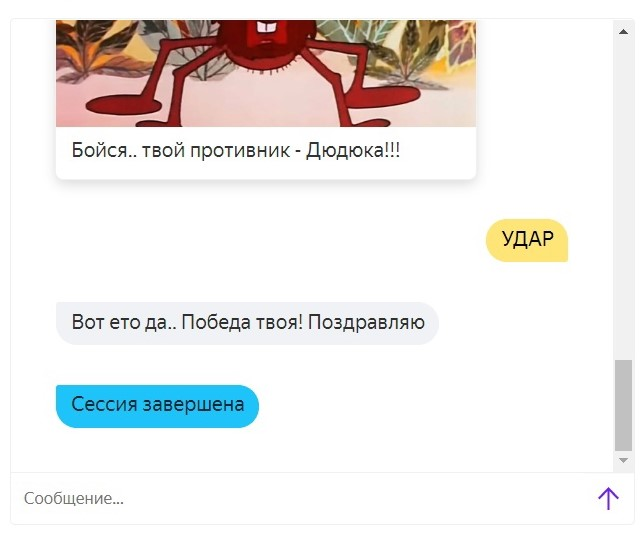 Бойся.. твой противник - Дюдюка!!!
УДАР
Вот ето да.. Победа твоя! Поздравляю
Сессия завершена
Сообщение...